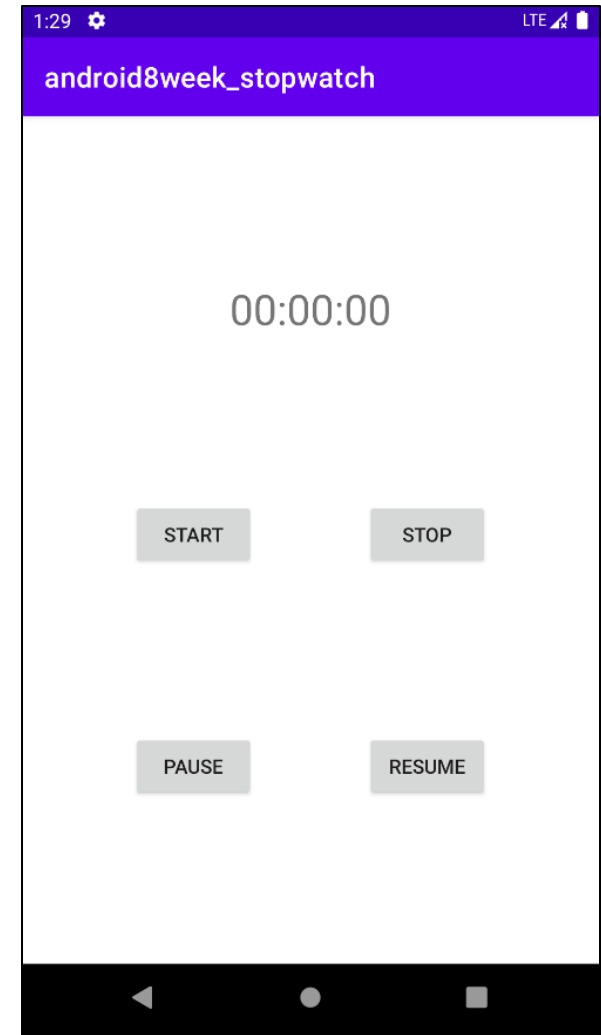 1:29 LTE
android8week_stopwatch
00:00:00
START STOP
PAUSE RESUME